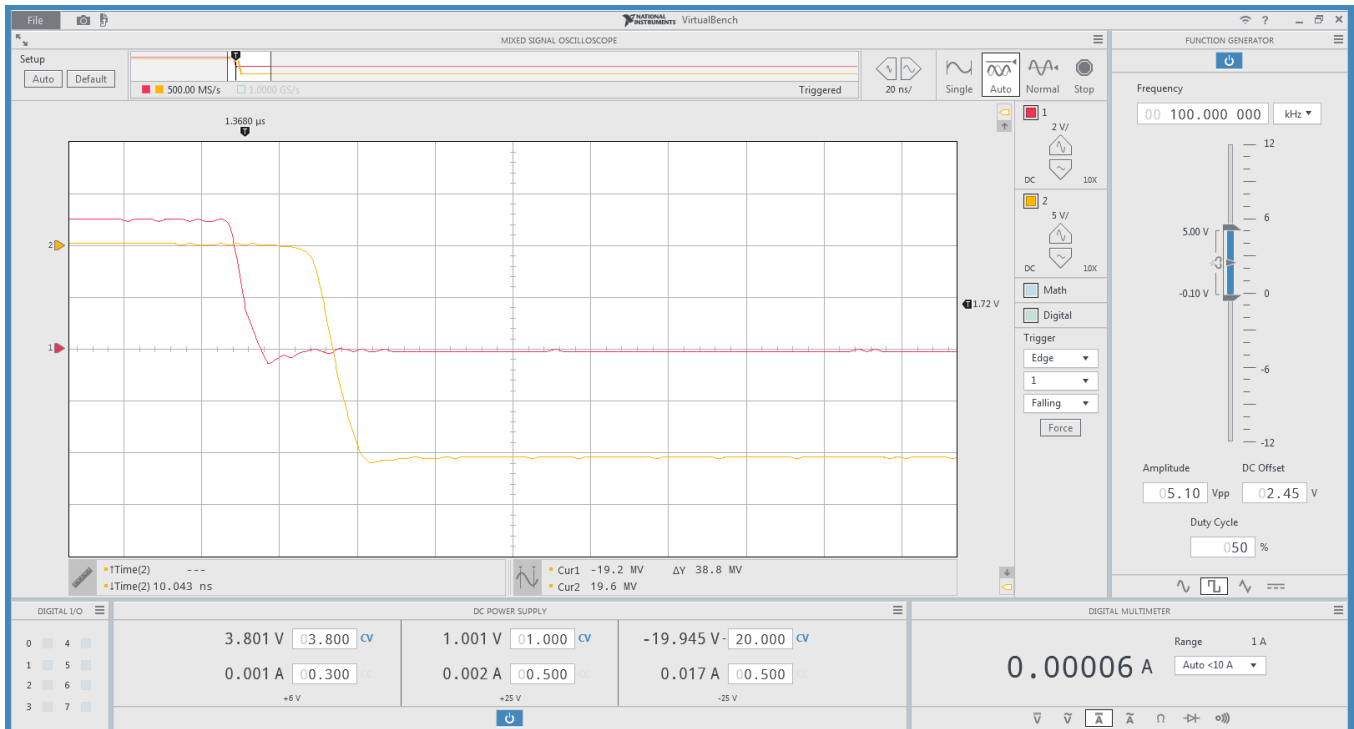 File
NATIONAL INSTRUMENTS VirtualBench
?
MIXED SIGNAL OSCILLOSCOPE
Setup
Auto Default
500.00 MS/s 1.0000 GS/s Triggered
20 ns/
Single Auto Normal Stop
1.3680 µs
T
2
1
T 1.72 V
1
2 V/
DC 10X
2
5 V/
DC 10X
Math
Digital
Trigger
Edge
1
Falling
Force
↑Time(2) ---
↓Time(2) 10.043 ns
Cur1 -19.2 MV ΔY 38.8 MV
Cur2 19.6 MV
FUNCTION GENERATOR
Frequency
00 100.000 000 kHz
12
6
5.00 V
-0.10 V
0
-6
-12
Amplitude DC Offset
05.10 Vpp 02.45 V
Duty Cycle
050 %
DIGITAL I/O
0 4
1 5
2 6
3 7
DC POWER SUPPLY
3.801 V 03.800 CV
0.001 A 00.300 CC
+6 V
1.001 V 01.000 CV
0.002 A 00.500 CC
+25 V
-19.945 V - 20.000 CV
0.017 A 00.500 CC
-25 V
DIGITAL MULTIMETER
0.00006 A
Range 1 A
Auto <10 A
V V A A Ω